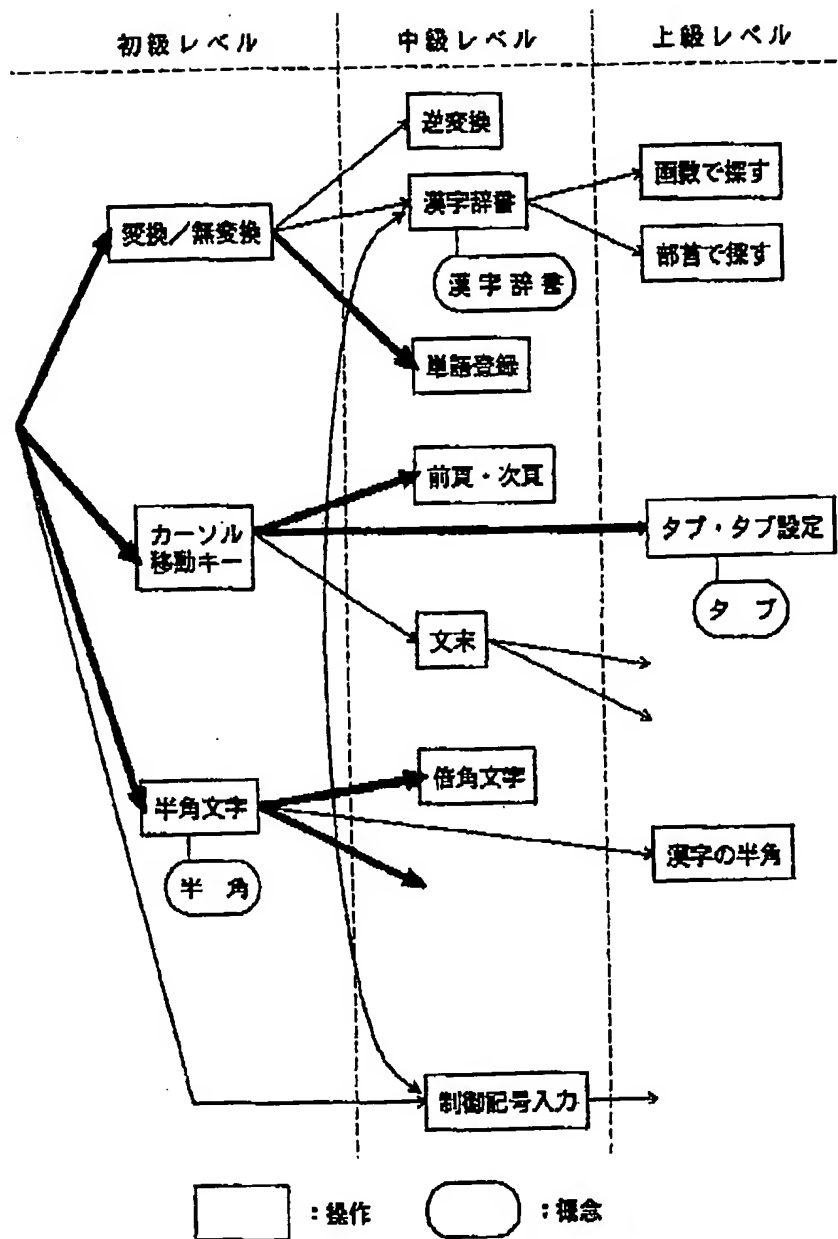 初級レベル
中級レベル
上級レベル
逆変換
漢字辞書
画数で探す
変換／無変換
部首で探す
漢字辞書
単語登録
前頁・次頁
カーソル
移動キー
タブ・タブ設定
タブ
文末
倍角文字
半角文字
漢字の半角
半角
制御記号入力
：操作
：概念